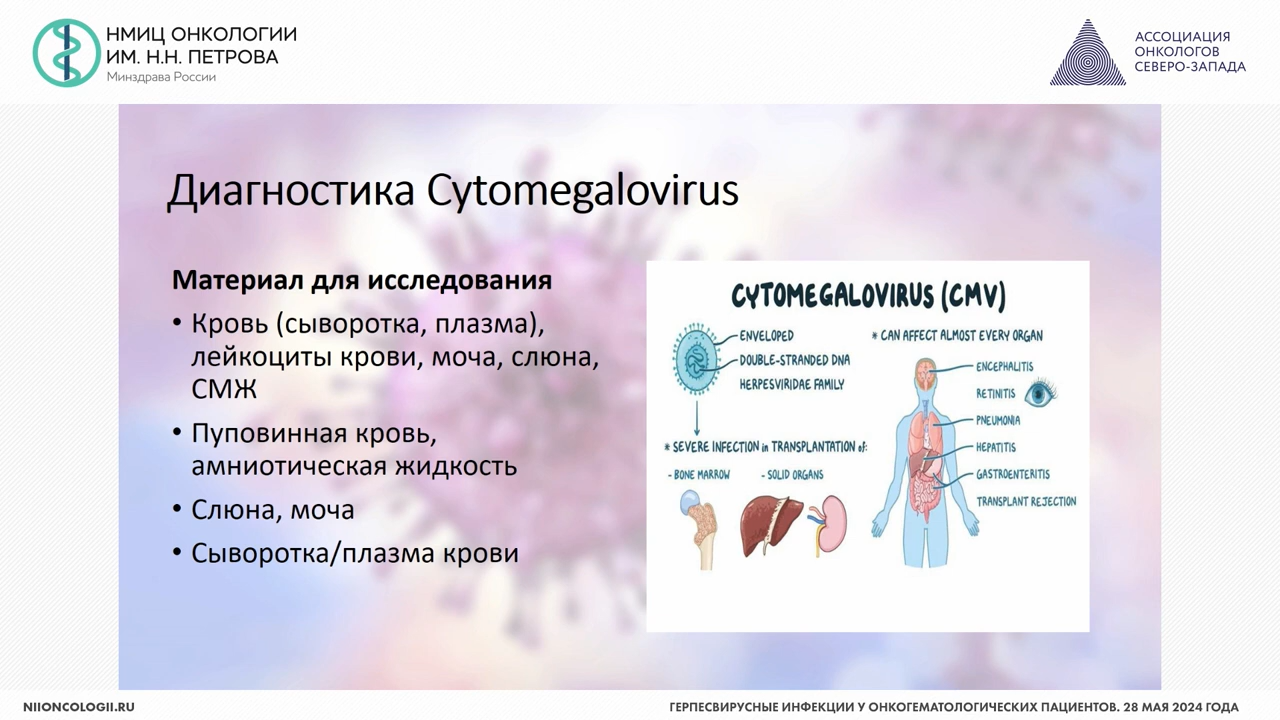 НМИЦ ОНКОЛОГИИ
ИМ. Н.Н. ПЕТРОВА
Минздрава России
АССОЦИАЦИЯ
ОНКОЛОГОВ
СЕВЕРО-ЗАПАДА
Диагностика Cytomegalovirus
Материал для исследования
• Кровь (сыворотка, плазма),
лейкоциты крови, моча, слюна,
СМЖ
• Пуповинная кровь,
амниотическая жидкость
• Слюна, моча
• Сыворотка/плазма крови
CYTOMEGALOVIRUS (CMV)
ENVELOPED
DOUBLE-STRANDED DNA
HERPESVIRIDAE FAMILY
* SEVERE INFECTION in TRANSPLANTATION of:
- BONE MARROW
- SOLID ORGANS
* CAN AFFECT ALMOST EVERY ORGAN
ENCEPHALITIS
RETINITIS
PNEUMONIA
HEPATITIS
GASTROENTERITIS
TRANSPLANT REJECTION
NIIONCOLOGII.RU
ГЕРПЕСВИРУСНЫЕ ИНФЕКЦИИ У ОНКОГЕМАТОЛОГИЧЕСКИХ ПАЦИЕНТОВ. 28 МАЯ 2024 ГОДА